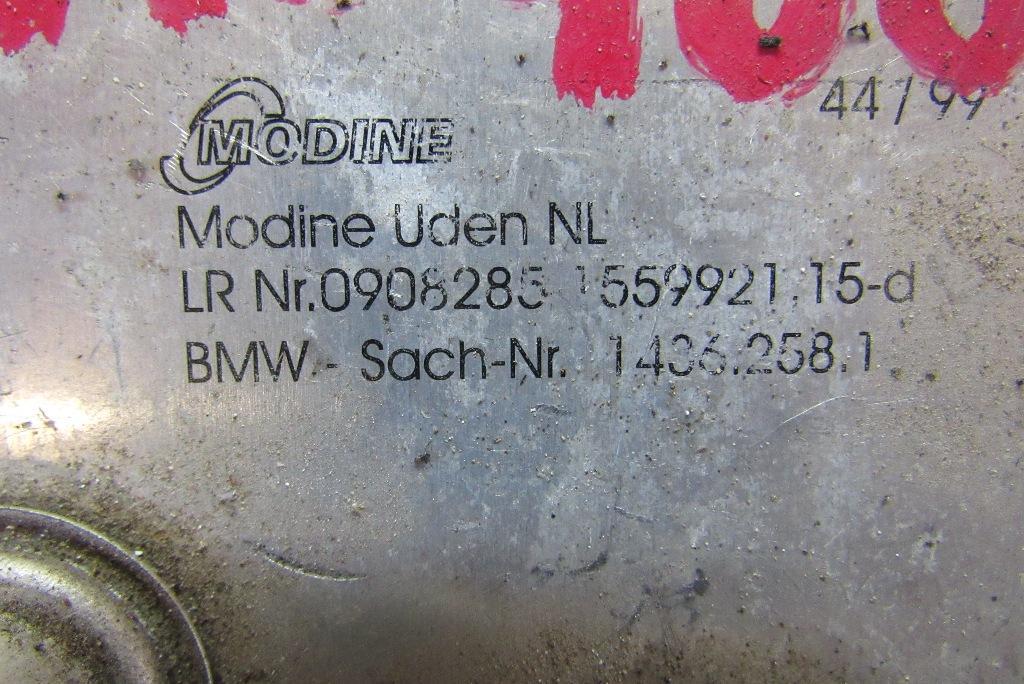 44/99
MODINE
Modine Uden NL
LR Nr.0908285 1559921.15-d
BMW - Sach-Nr. 1436.258.1